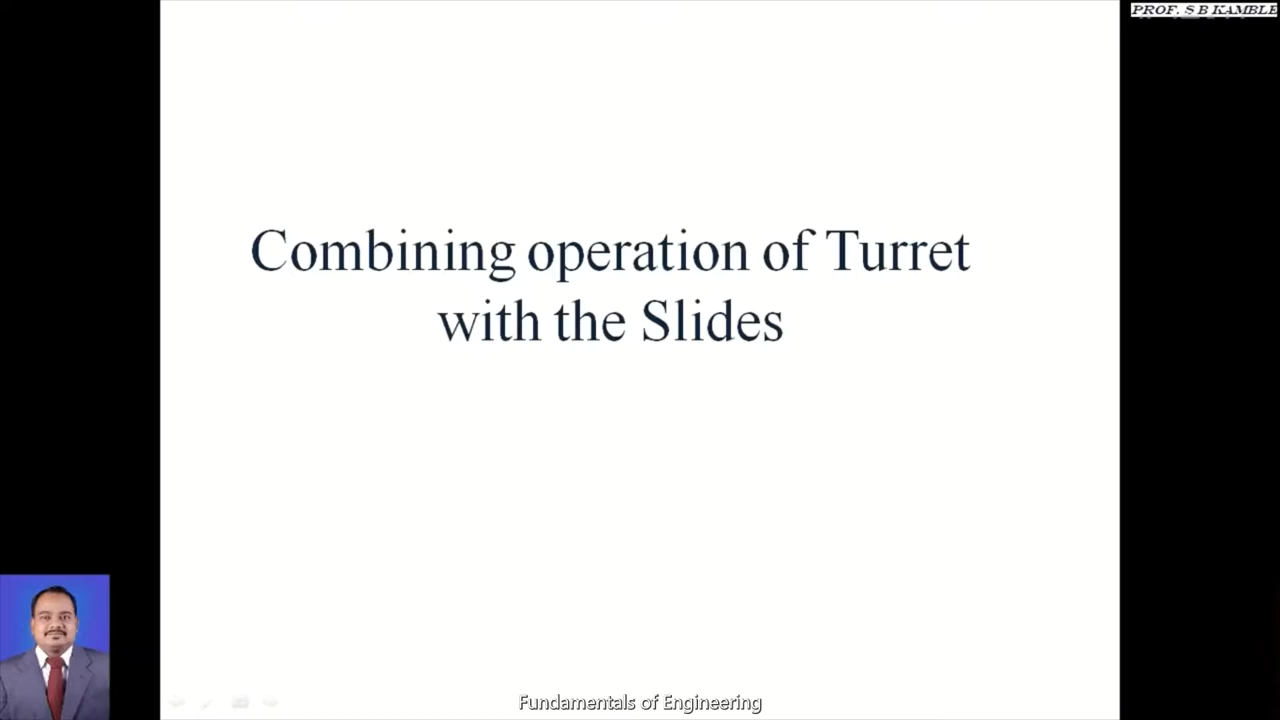 PROF. S B KAMBLE
Combining operation of Turret
with the Slides
Fundamentals of Engineering